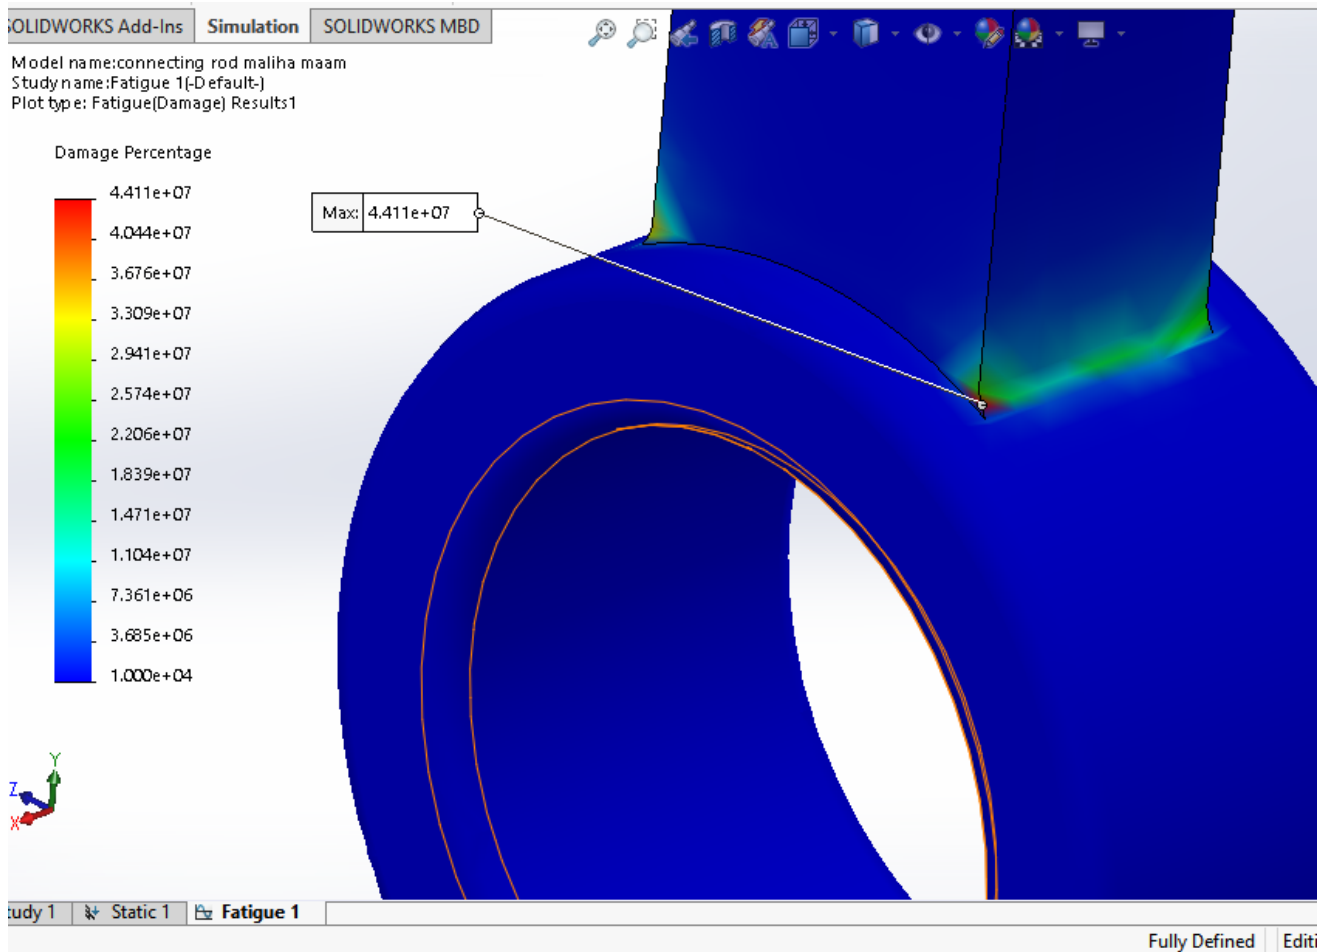 SOLIDWORKS Add-Ins Simulation SOLIDWORKS MBD
Model name:connecting rod maliha maam
Study name:Fatigue 1(-Default-)
Plot type: Fatigue(Damage) Results1
Damage Percentage
4.411e+07
4.044e+07
3.676e+07
3.309e+07
2.941e+07
2.574e+07
2.206e+07
1.839e+07
1.471e+07
1.104e+07
7.361e+06
3.685e+06
1.000e+04
Max: 4.411e+07
Y
Z
X
tudy 1 Static 1 Fatigue 1
Fully Defined Editi